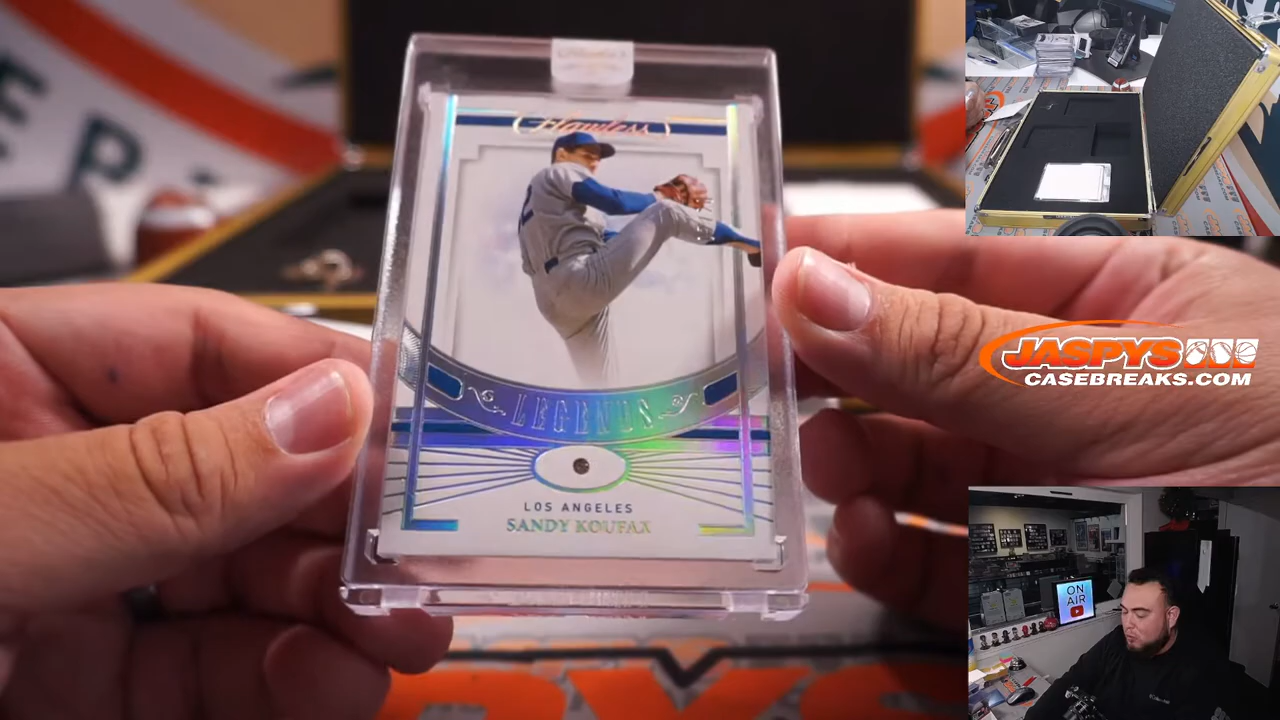 Flawless
LEGENDS
LOS ANGELES
SANDY KOUFAX
JASPYS
CASEBREAKS.COM
ON
AIR